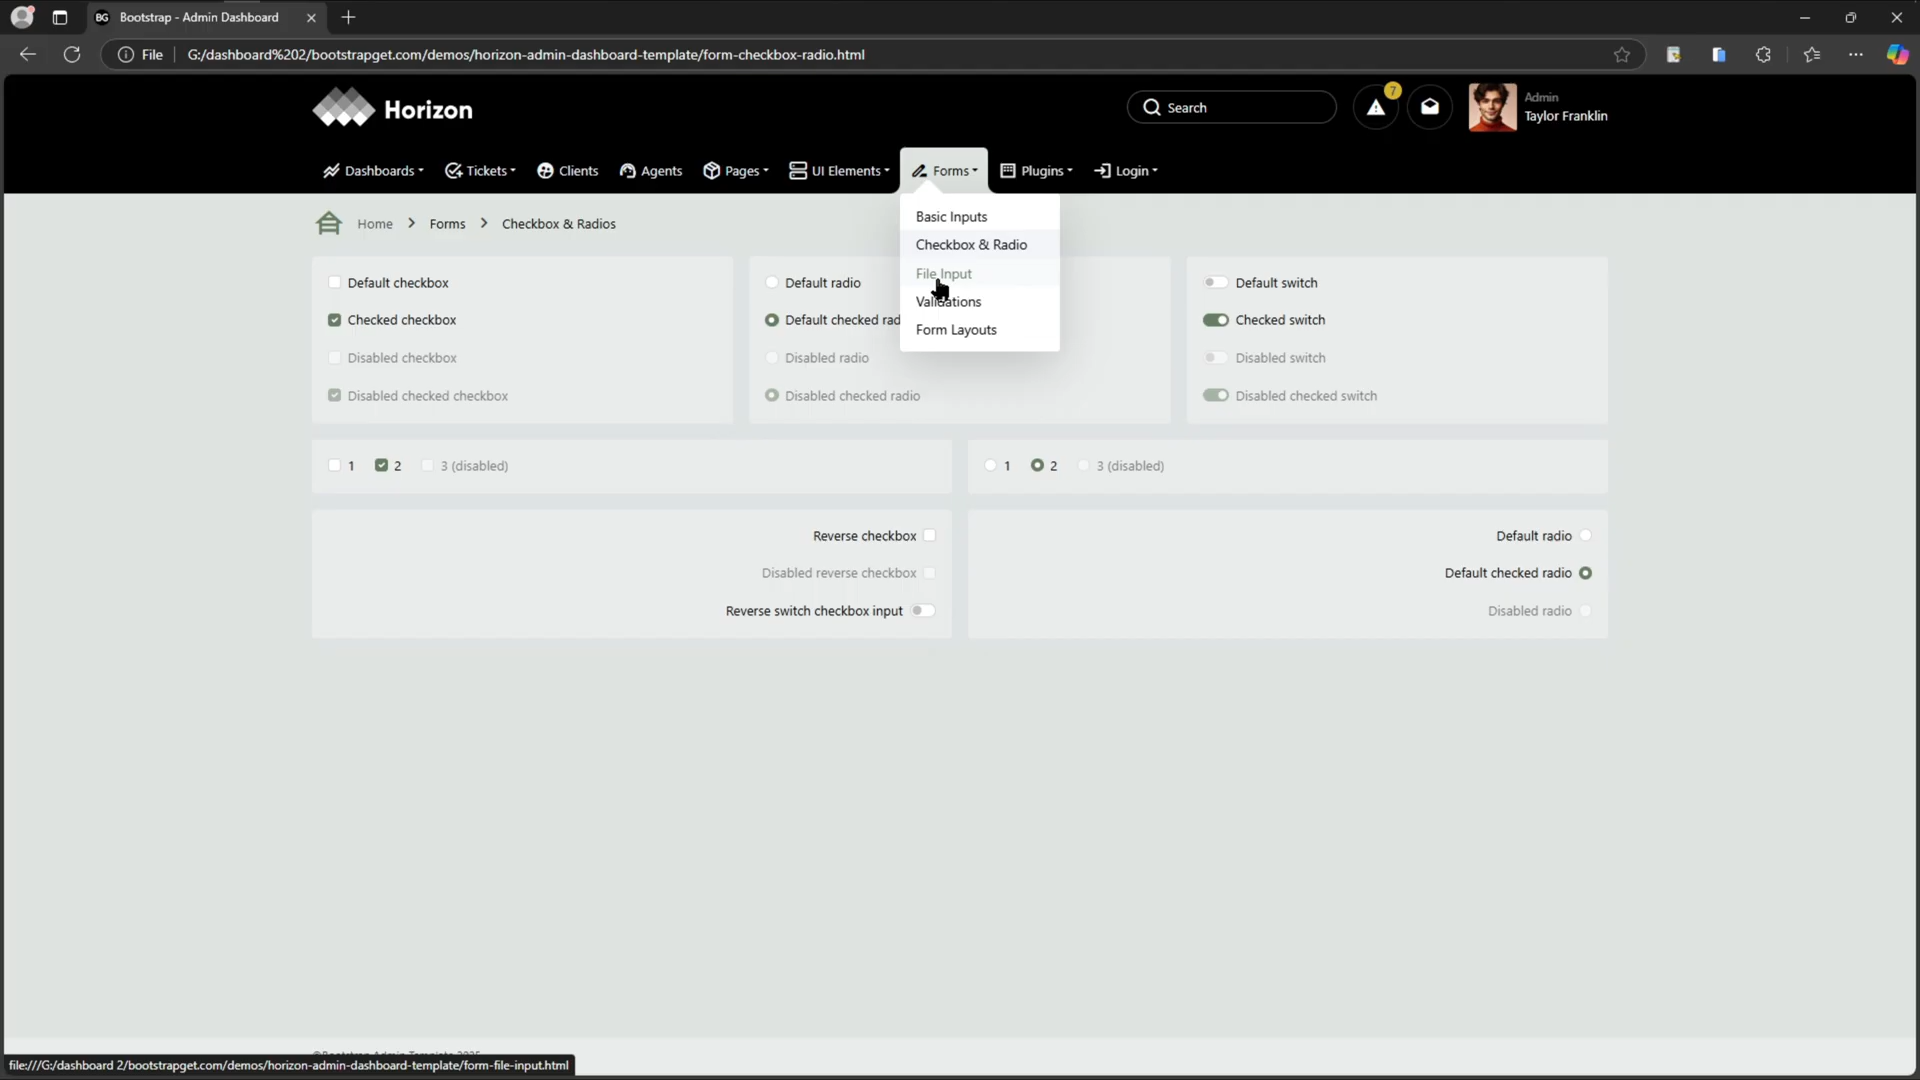 BG Bootstrap - Admin Dashboard
File G:/dashboard%202/bootstrapget.com/demos/horizon-admin-dashboard-template/form-checkbox-radio.html
Horizon
Search
7
Admin
Taylor Franklin
Dashboards Tickets Clients Agents Pages UI Elements Forms Plugins Login
Basic Inputs
Checkbox & Radio
File Input
Validations
Form Layouts
Home > Forms > Checkbox & Radios
Default checkbox
Checked checkbox
Disabled checkbox
Disabled checked checkbox
Default radio
Default checked rad
Disabled radio
Disabled checked radio
Default switch
Checked switch
Disabled switch
Disabled checked switch
1 2 3 (disabled)
1 2 3 (disabled)
Reverse checkbox
Disabled reverse checkbox
Reverse switch checkbox input
Default radio
Default checked radio
Disabled radio
file:///G:/dashboard 2/bootstrapget.com/demos/horizon-admin-dashboard-template/form-file-input.html